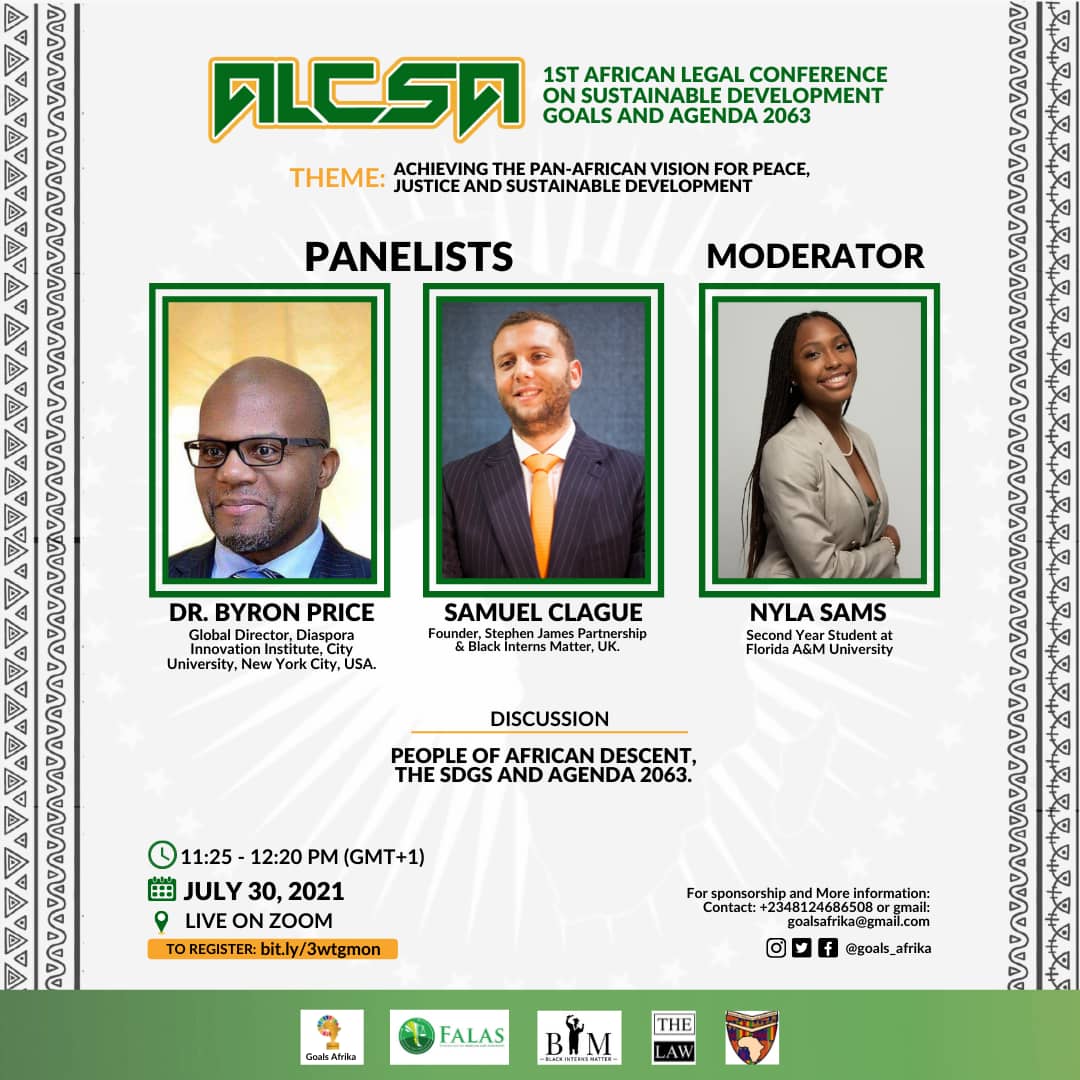 ALCSA
1ST AFRICAN LEGAL CONFERENCE
ON SUSTAINABLE DEVELOPMENT
GOALS AND AGENDA 2063
THEME: ACHIEVING THE PAN-AFRICAN VISION FOR PEACE,
JUSTICE AND SUSTAINABLE DEVELOPMENT
PANELISTS
MODERATOR
DR. BYRON PRICE
Global Director, Diaspora
Innovation Institute, City
University, New York City, USA.
SAMUEL CLAGUE
Founder, Stephen James Partnership
& Black Interns Matter, UK.
NYLA SAMS
Second Year Student at
Florida A&M University
DISCUSSION
PEOPLE OF AFRICAN DESCENT,
THE SDGS AND AGENDA 2063.
11:25 - 12:20 PM (GMT+1)
JULY 30, 2021
LIVE ON ZOOM
TO REGISTER: bit.ly/3wtgmon
For sponsorship and More information:
Contact: +2348124686508 or gmail:
goalsafrika@gmail.com
@goals_afrika
Goals Afrika
FALAS
BIM
BLACK INTERNS MATTER
THE
LAW